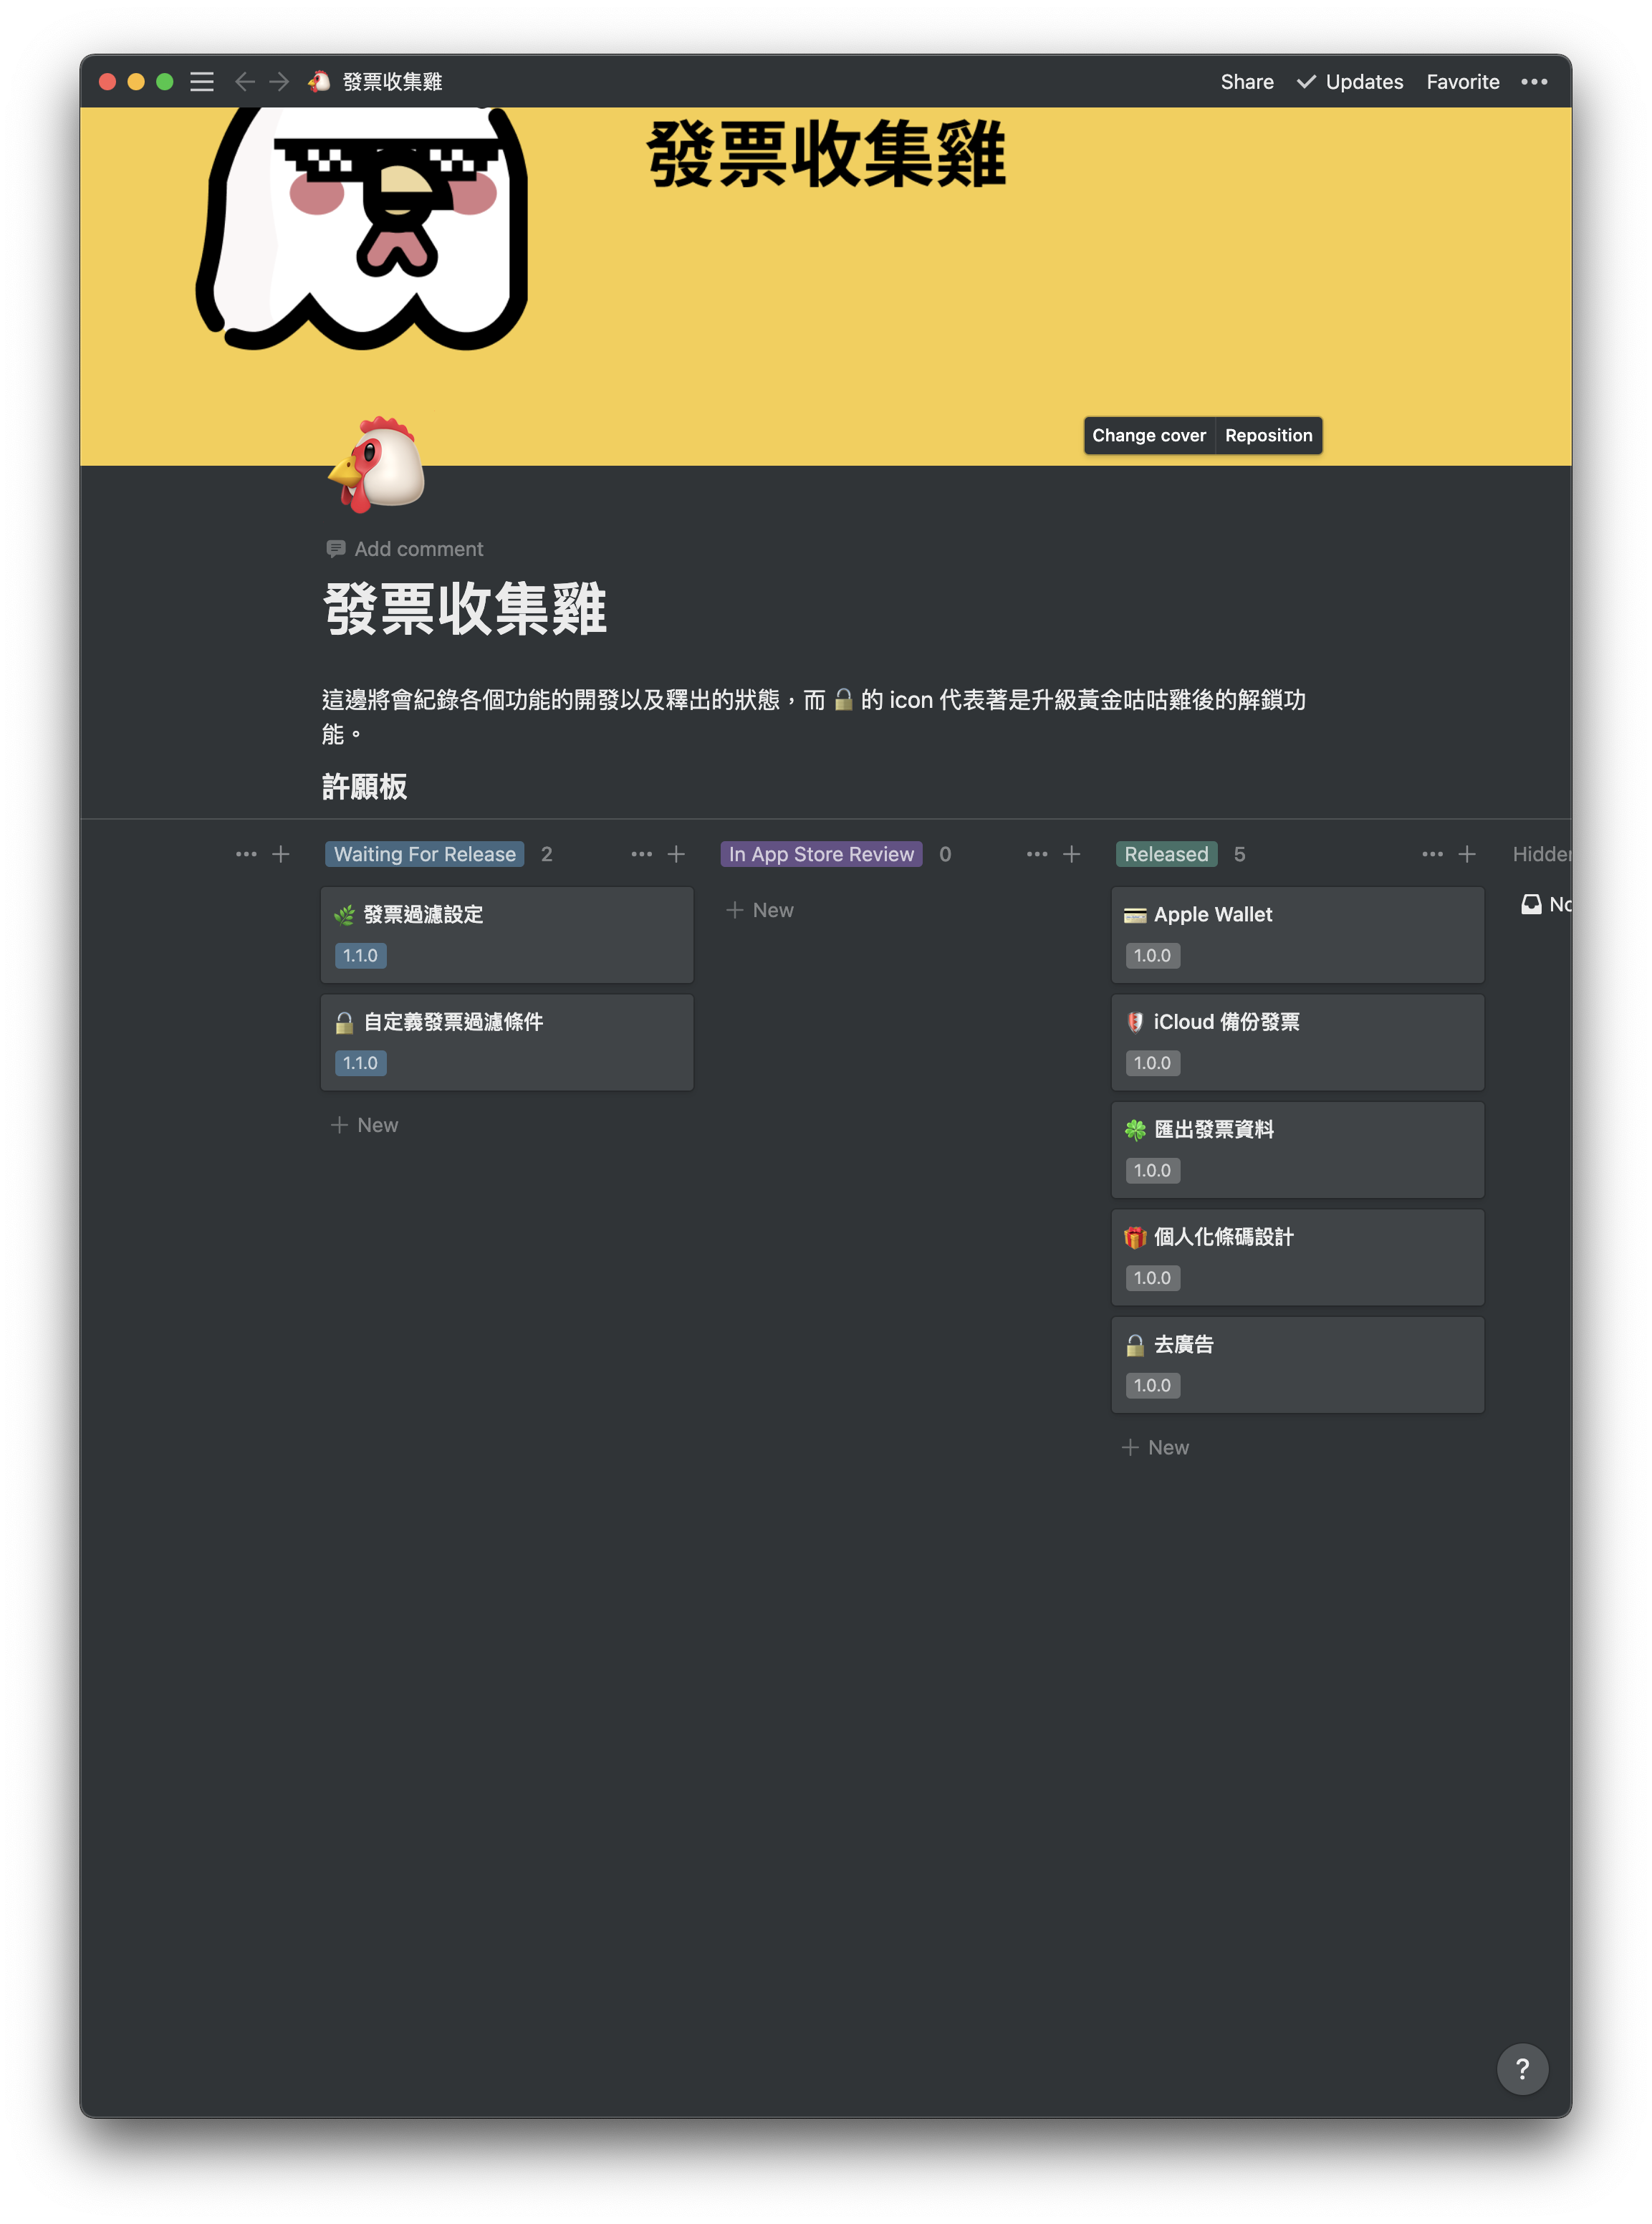 發票收集雞
Share
Updates
Favorite
發票收集雞
Change cover
Reposition
Add comment
發票收集雞
這邊將會紀錄各個功能的開發以及釋出的狀態，而 🔓 的 icon 代表著是升級黃金咕咕雞後的解鎖功
能。
許願板
Waiting For Release 2
🌿 發票過濾設定
1.1.0
🔓 自定義發票過濾條件
1.1.0
New
In App Store Review 0
New
Released 5
💳 Apple Wallet
1.0.0
iCloud 備份發票
1.0.0
🍀 匯出發票資料
1.0.0
🎁 個人化條碼設計
1.0.0
🔓 去廣告
1.0.0
New
?